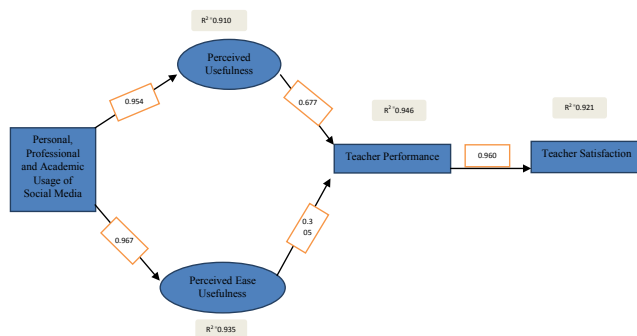 R² '0.910
Perceived
Usefulness
0.954
0.677
R² '0.946
R² '0.921
Personal,
Professional
and Academic
Usage of
Social Media
Teacher Performance
0.960
Teacher Satisfaction
0.967
0.3
05
Perceived Ease
Usefulness
R² '0.935